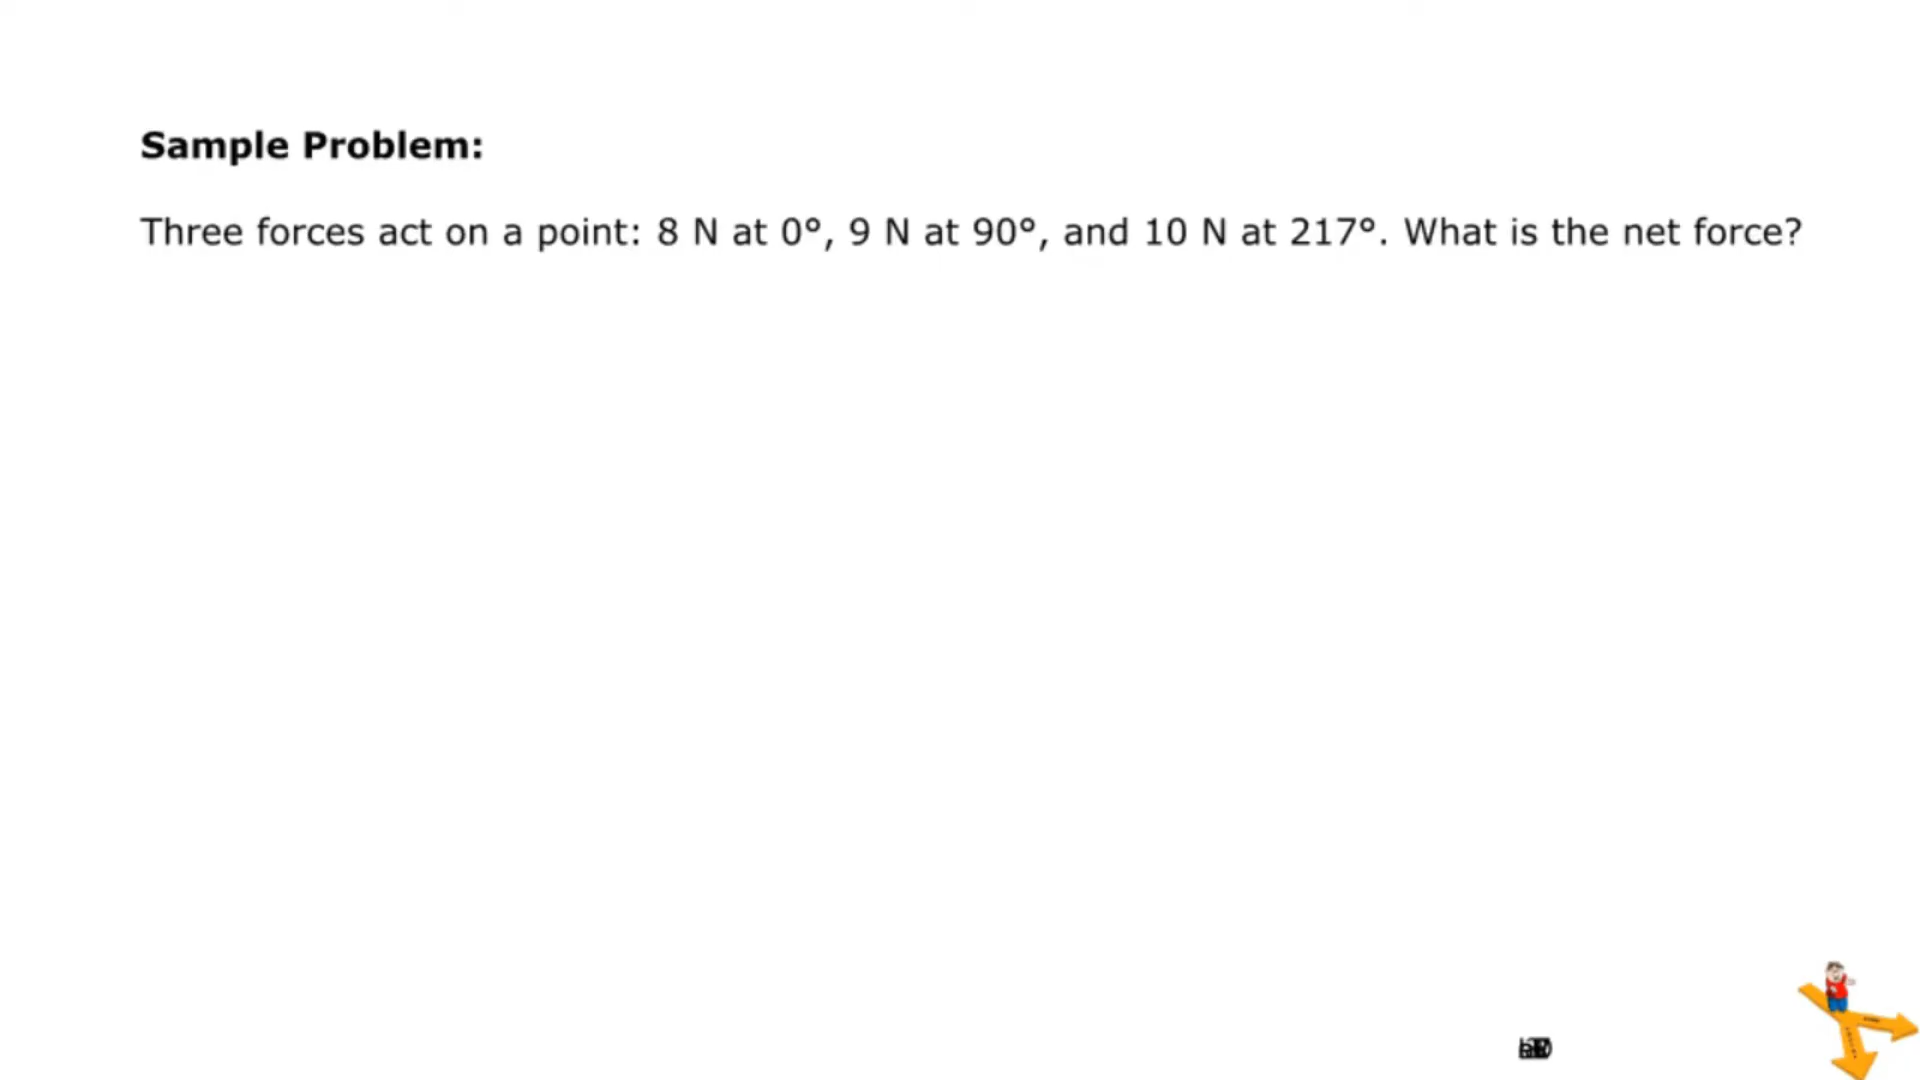 Sample Problem:
Three forces act on a point: 8 N at 0°, 9 N at 90°, and 10 N at 217°. What is the net force?